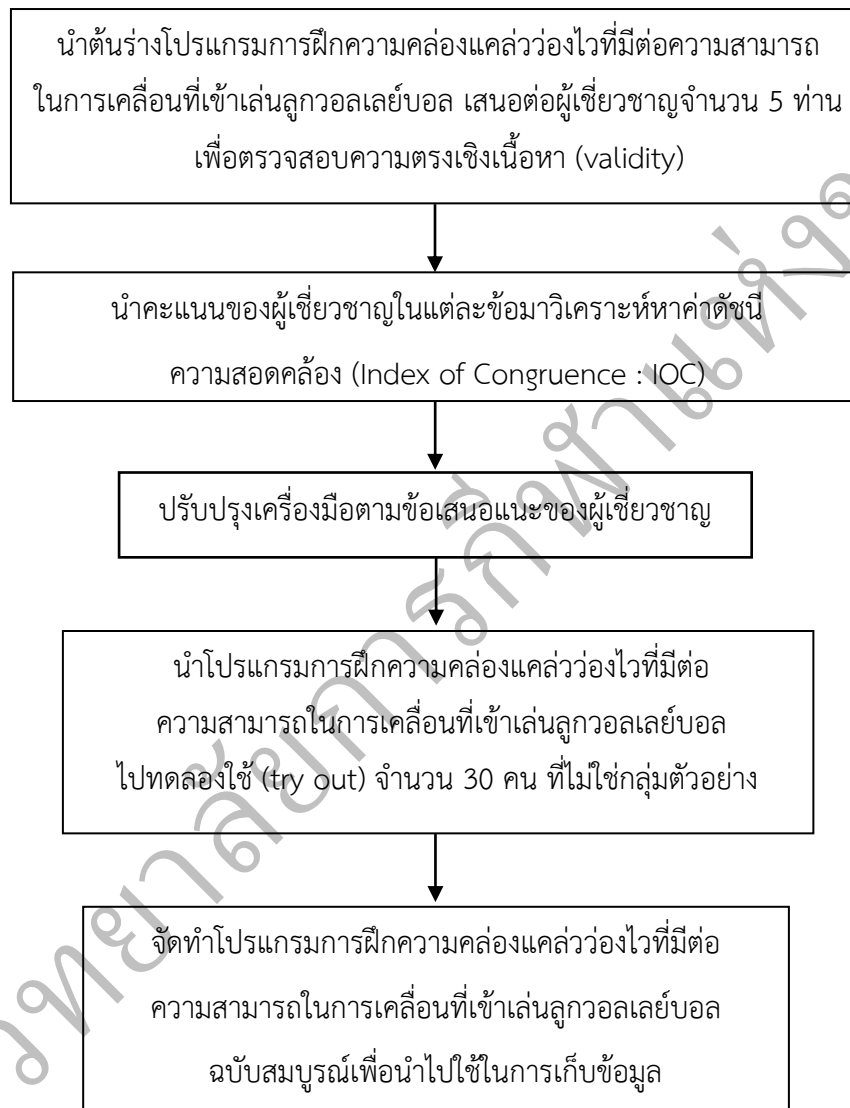 นำต้นร่างโปรแกรมการฝึกความคล่องแคล่วว่องไวที่มีต่อความสามารถ
ในการเคลื่อนที่เข้าเล่นลูกวอลเลย์บอล เสนอต่อผู้เชี่ยวชาญจำนวน 5 ท่าน
เพื่อตรวจสอบความตรงเชิงเนื้อหา (validity)
นำคะแนนของผู้เชี่ยวชาญในแต่ละข้อมาวิเคราะห์หาค่าดัชนี
ความสอดคล้อง (Index of Congruence : IOC)
ปรับปรุงเครื่องมือตามข้อเสนอแนะของผู้เชี่ยวชาญ
นำโปรแกรมการฝึกความคล่องแคล่วว่องไวที่มีต่อ
ความสามารถในการเคลื่อนที่เข้าเล่นลูกวอลเลย์บอล
ไปทดลองใช้ (try out) จำนวน 30 คน ที่ไม่ใช่กลุ่มตัวอย่าง
จัดทำโปรแกรมการฝึกความคล่องแคล่วว่องไวที่มีต่อ
ความสามารถในการเคลื่อนที่เข้าเล่นลูกวอลเลย์บอล
ฉบับสมบูรณ์เพื่อนำไปใช้ในการเก็บข้อมูล
วิทยาลัยการกีฬาแห่ง